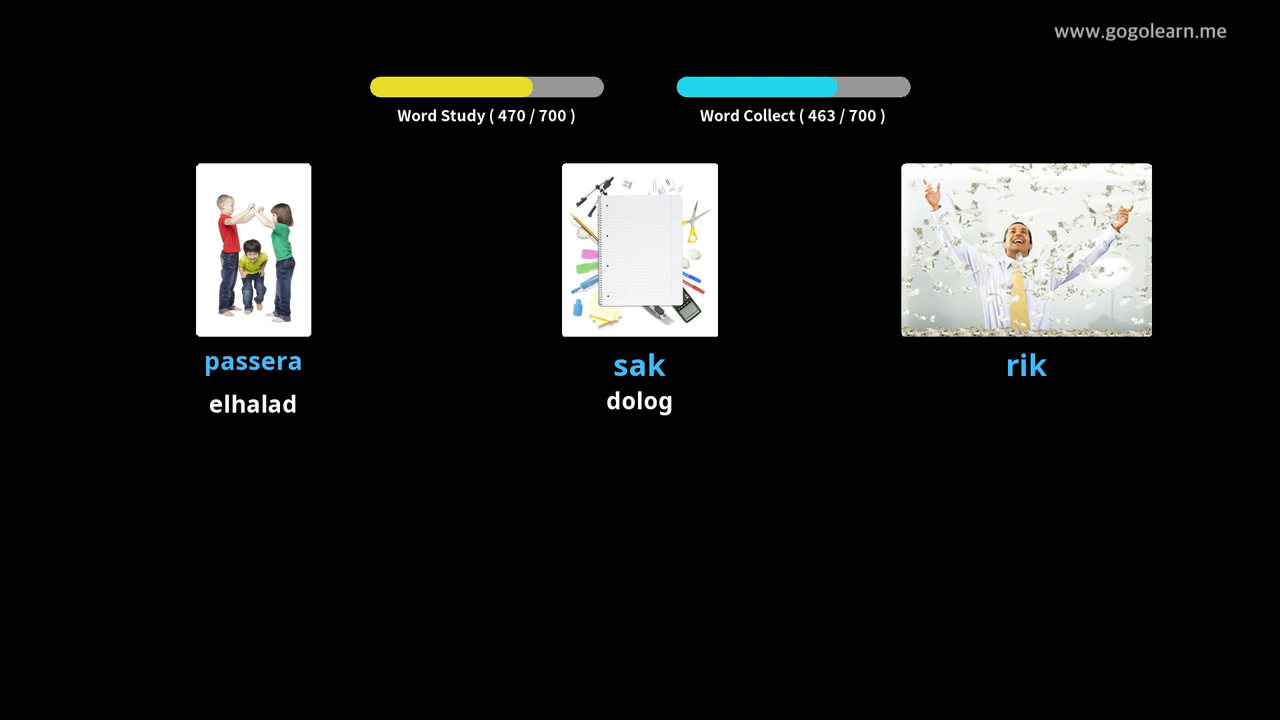 www.gogolearn.me
Word Study ( 470 / 700 )
Word Collect ( 463 / 700 )
passera
elhalad
sak
dolog
rik